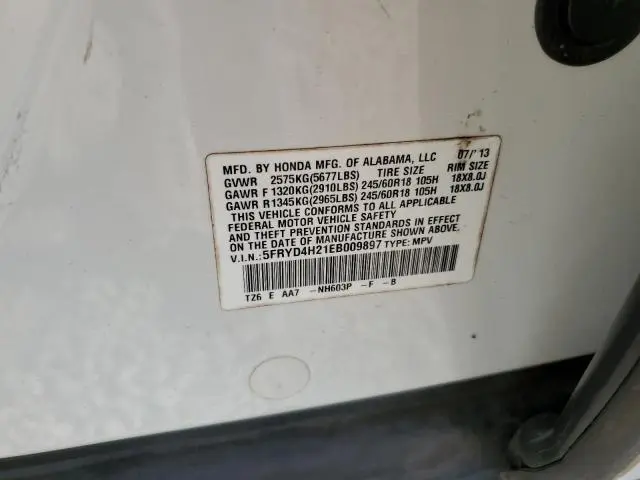 MFD. BY HONDA MFG. OF ALABAMA, LLC 07/'13
GVWR 2575KG(5677LBS) TIRE SIZE RIM SIZE
GAWR F 1320KG(2910LBS) 245/60R18 105H 18X8.0J
GAWR R1345KG(2965LBS) 245/60R18 105H 18X8.0J
THIS VEHICLE CONFORMS TO ALL APPLICABLE
FEDERAL MOTOR VEHICLE SAFETY
AND THEFT PREVENTION STANDARDS IN EFFECT
ON THE DATE OF MANUFACTURE SHOWN ABOVE.
V.I.N.:5FRYD4H21EB009897 TYPE: MPV
TZ6 E AA7 -NH603P -F -B